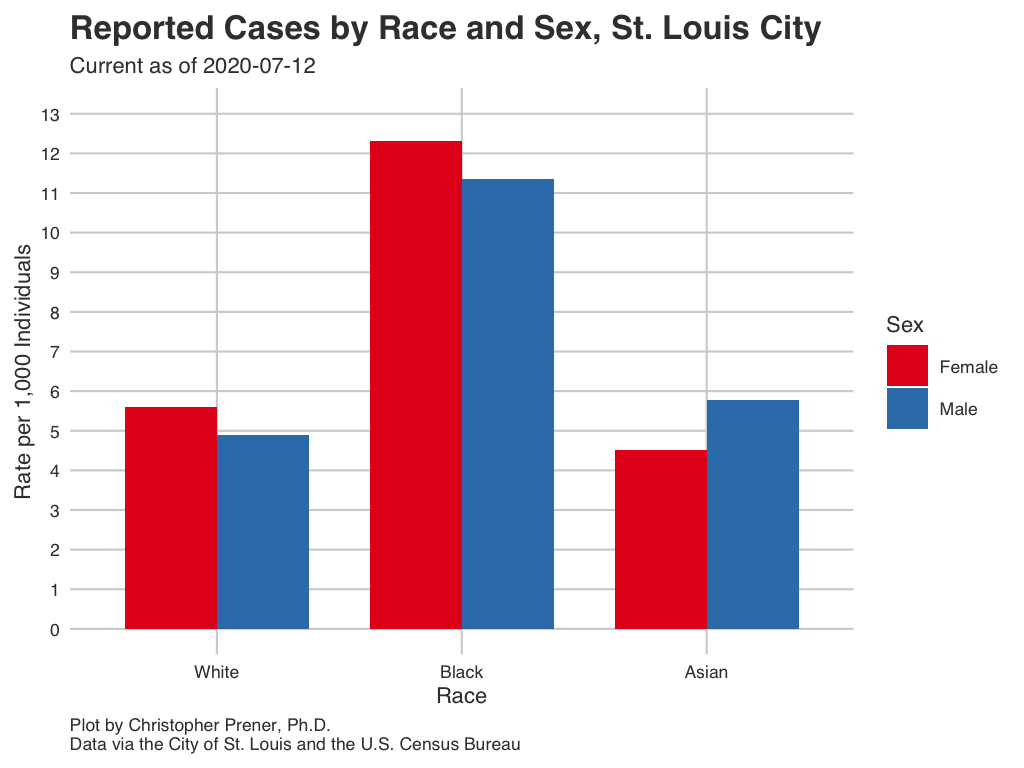 Reported Cases by Race and Sex, St. Louis City
Current as of 2020-07-12
Rate per 1,000 Individuals
13
12
11
10
9
8
7
6
5
4
3
2
1
0
White
Black
Asian
Race
Sex
Female
Male
Plot by Christopher Prener, Ph.D.
Data via the City of St. Louis and the U.S. Census Bureau